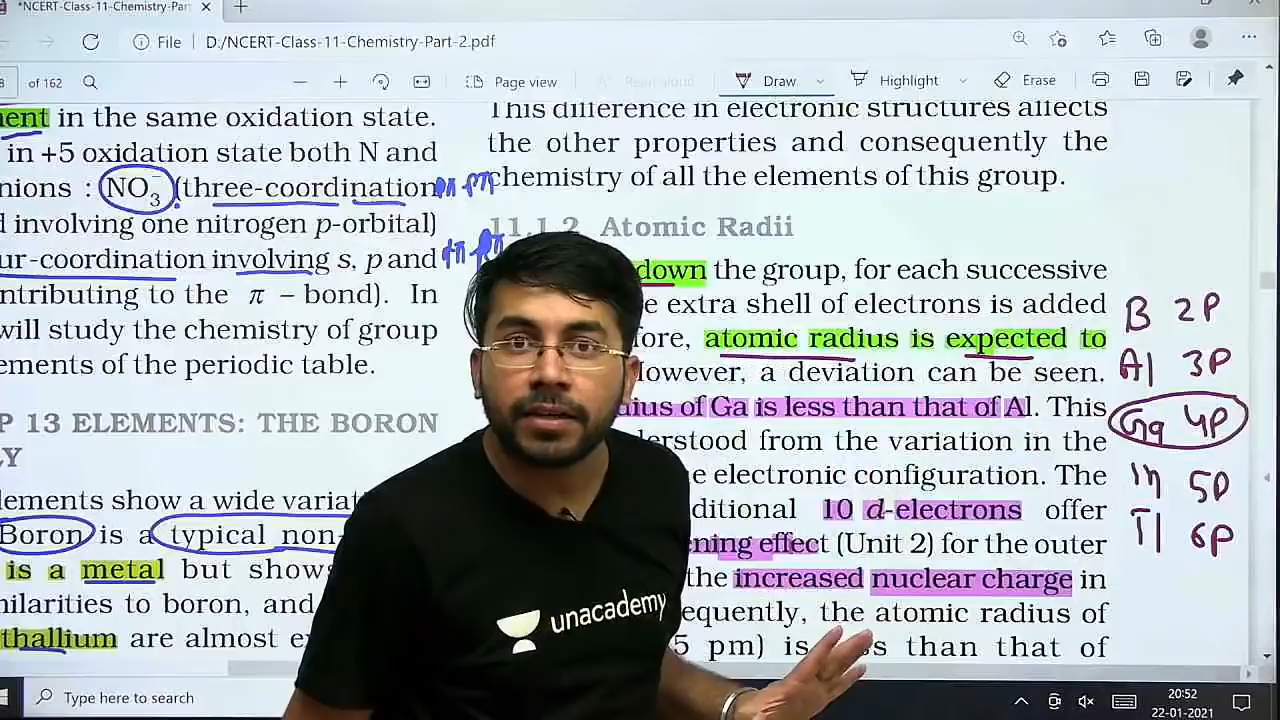 *NCERT-Class-11-Chemistry-Par
File D:/NCERT-Class-11-Chemistry-Part-2.pdf
of 162 Page view Read aloud Draw Highlight Erase
ment in the same oxidation state.
in +5 oxidation state both N and
nions : NO3 (three-coordination pπ-pπ
d involving one nitrogen p-orbital)
ur-coordination involving s, p and dπ-pπ
ntributing to the π – bond). In
will study the chemistry of group
ements of the periodic table.
P 13 ELEMENTS: THE BORON
LY
lements show a wide variat
Boron is a typical non-
is a metal but shows
milarities to boron, and
thallium are almost e
This difference in electronic structures affects
the other properties and consequently the
chemistry of all the elements of this group.
11.1.2 Atomic Radii
down the group, for each successive
e extra shell of electrons is added
fore, atomic radius is expected to
However, a deviation can be seen.
dius of Ga is less than that of Al. This
derstood from the variation in the
e electronic configuration. The
ditional 10 d-electrons offer
ening effect (Unit 2) for the outer
the increased nuclear charge in
equently, the atomic radius of
5 pm) is less than that of
B 2P
Al 3P
Ga 4P
In 5P
Tl 6P
unacademy
Type here to search
20:52
22-01-2021